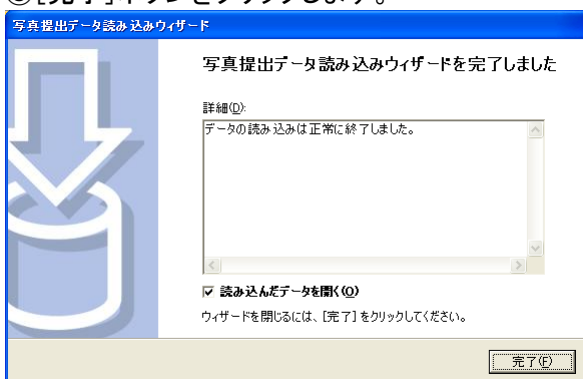 [完了]ボタンをクリックします。
写真提出データ読み込みウィザード
写真提出データ読み込みウィザードを完了しました
詳細(D):
データの読み込みは正常に終了しました。
読み込んだデータを開く(O)
ウィザードを閉じるには、[完了]をクリックしてください。
完了(F)